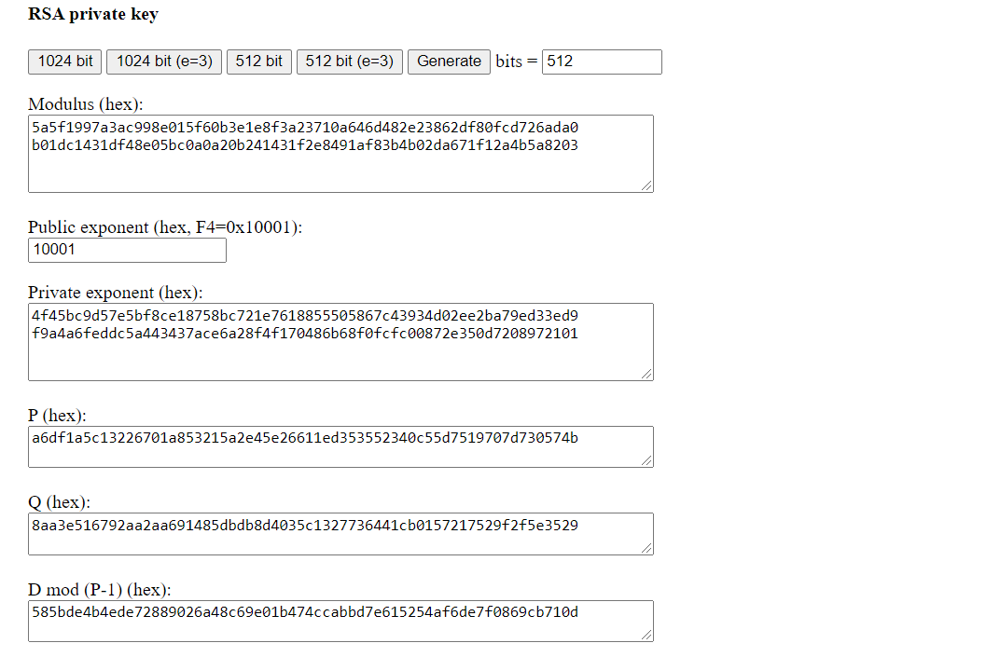 RSA private key
1024 bit 1024 bit (e=3) 512 bit 512 bit (e=3) Generate bits = 512
Modulus (hex):
5a5f1997a3ac998e015f60b3e1e8f3a23710a646d482e23862df80fcd726ada0
b01dc1431df48e05bc0a0a20b241431f2e8491af83b4b02da671f12a4b5a8203
Public exponent (hex, F4=0x10001):
10001
Private exponent (hex):
4f45bc9d57e5bf8ce18758bc721e7618855505867c43934d02ee2ba79ed33ed9
f9a4a6feddc5a443437ace6a28f4f170486b68f0fcfc00872e350d7208972101
P (hex):
a6df1a5c13226701a853215a2e45e26611ed353552340c55d7519707d730574b
Q (hex):
8aa3e516792aa2aa691485dbdb8d4035c1327736441cb0157217529f2f5e3529
D mod (P-1) (hex):
585bde4b4ede72889026a48c69e01b474ccabbd7e615254af6de7f0869cb710d